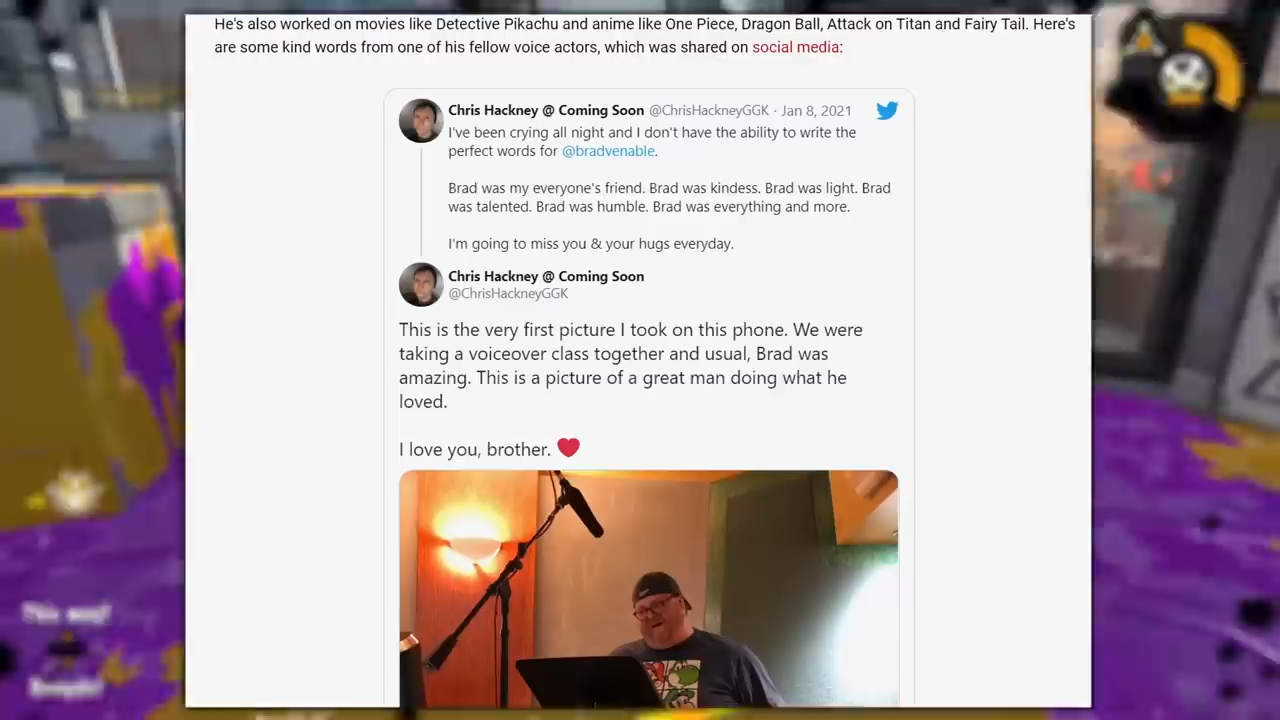 He's also worked on movies like Detective Pikachu and anime like One Piece, Dragon Ball, Attack on Titan and Fairy Tail. Here's
are some kind words from one of his fellow voice actors, which was shared on social media:
Chris Hackney @ Coming Soon @ChrisHackneyGGK · Jan 8, 2021
I've been crying all night and I don't have the ability to write the
perfect words for @bradvenable.
Brad was my everyone's friend. Brad was kindess. Brad was light. Brad
was talented. Brad was humble. Brad was everything and more.
I'm going to miss you & your hugs everyday.
Chris Hackney @ Coming Soon
@ChrisHackneyGGK
This is the very first picture I took on this phone. We were
taking a voiceover class together and usual, Brad was
amazing. This is a picture of a great man doing what he
loved.
I love you, brother. ❤️